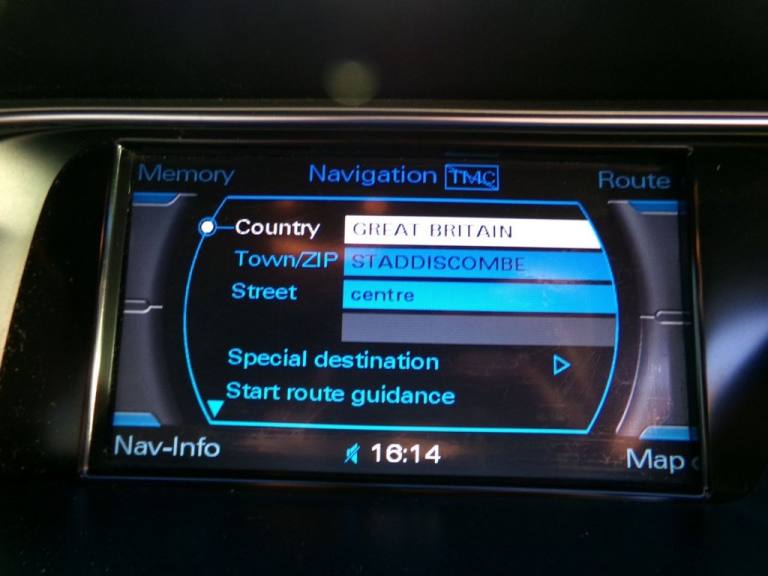 Memory Navigation TMC Route
Country GREAT BRITAIN
Town/ZIP STADDISCOMBE
Street centre
Special destination
Start route guidance
Nav-Info 16:14 Map